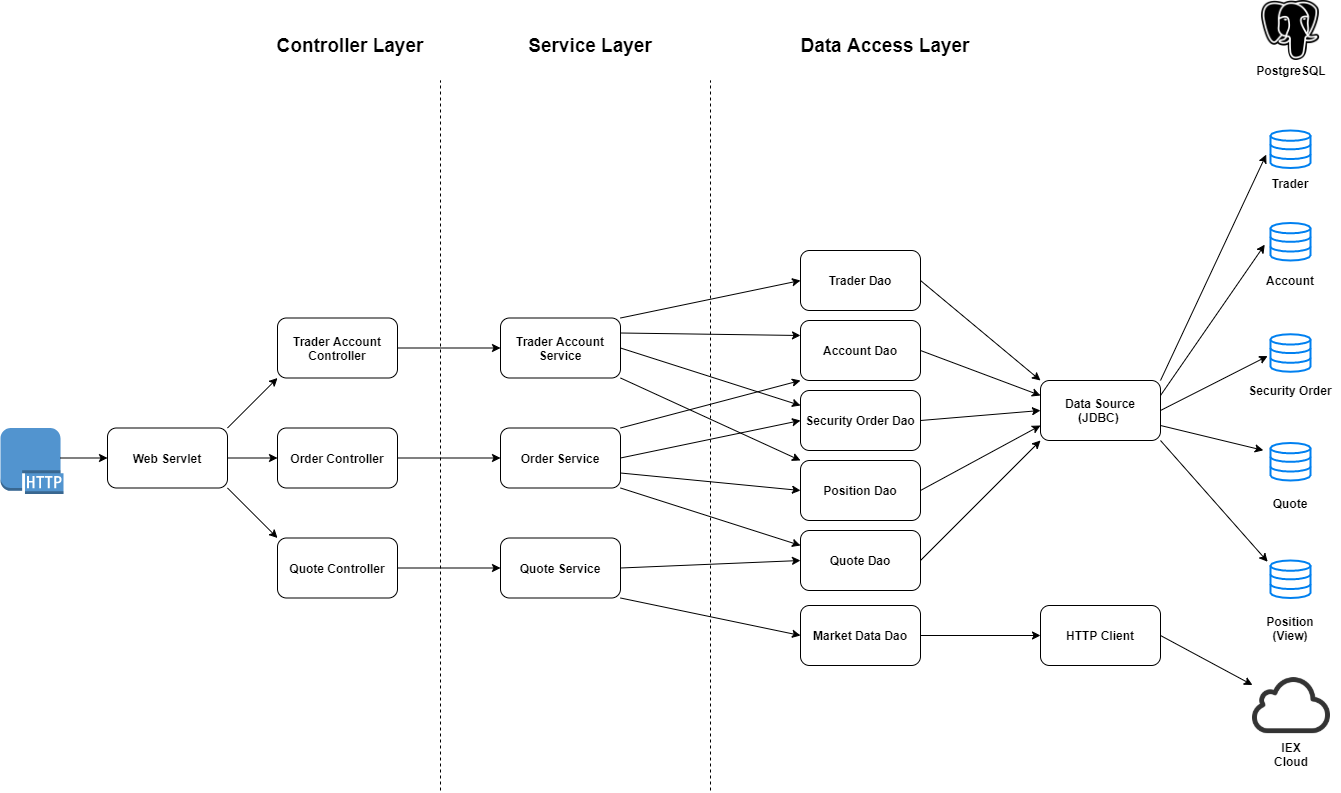 Controller Layer
Service Layer
Data Access Layer
PostgreSQL
Trader
Account
Security Order
Quote
Position
(View)
IEX
Cloud
HTTP
Web Servlet
Trader Account
Controller
Order Controller
Quote Controller
Trader Account
Service
Order Service
Quote Service
Trader Dao
Account Dao
Security Order Dao
Position Dao
Quote Dao
Market Data Dao
Data Source
(JDBC)
HTTP Client